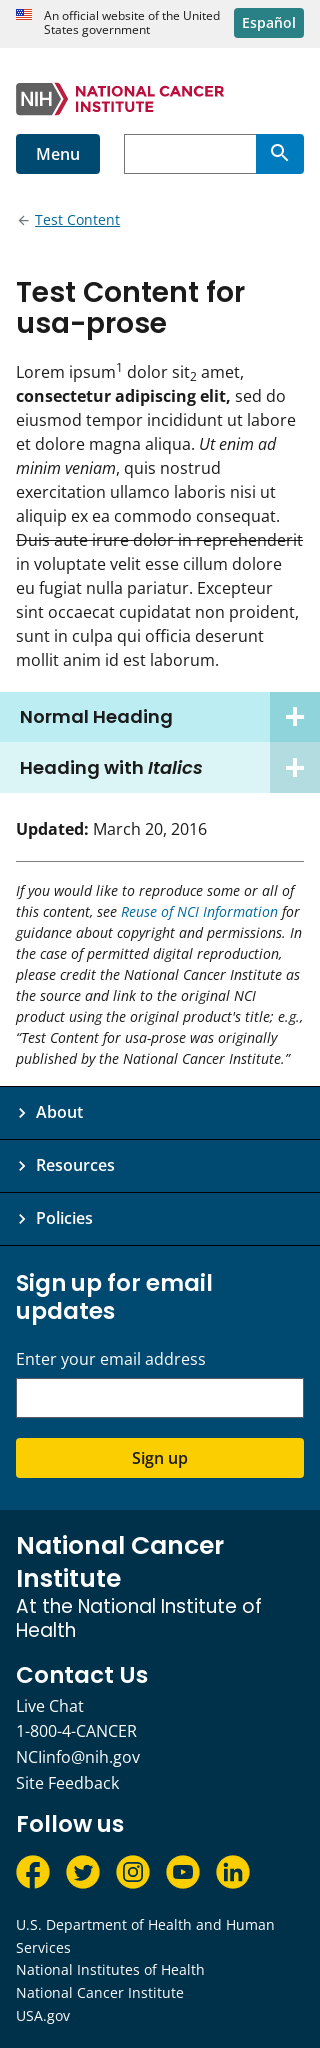 An official website of the United
States government
Español
NIH
NATIONAL CANCER
INSTITUTE
Menu
Test Content
Test Content for
usa-prose
Lorem ipsum1 dolor sit2 amet,
consectetur adipiscing elit, sed do
eiusmod tempor incididunt ut labore
et dolore magna aliqua. Ut enim ad
minim veniam, quis nostrud
exercitation ullamco laboris nisi ut
aliquip ex ea commodo consequat.
Duis aute irure dolor in reprehenderit
in voluptate velit esse cillum dolore
eu fugiat nulla pariatur. Excepteur
sint occaecat cupidatat non proident,
sunt in culpa qui officia deserunt
mollit anim id est laborum.
Normal Heading
Heading with Italics
Updated: March 20, 2016
If you would like to reproduce some or all of
this content, see Reuse of NCI Information for
guidance about copyright and permissions. In
the case of permitted digital reproduction,
please credit the National Cancer Institute as
the source and link to the original NCI
product using the original product's title; e.g.,
“Test Content for usa-prose was originally
published by the National Cancer Institute.”
About
Resources
Policies
Sign up for email
updates
Enter your email address
Sign up
National Cancer
Institute
At the National Institute of
Health
Contact Us
Live Chat
1-800-4-CANCER
NCIinfo@nih.gov
Site Feedback
Follow us
U.S. Department of Health and Human
Services
National Institutes of Health
National Cancer Institute
USA.gov